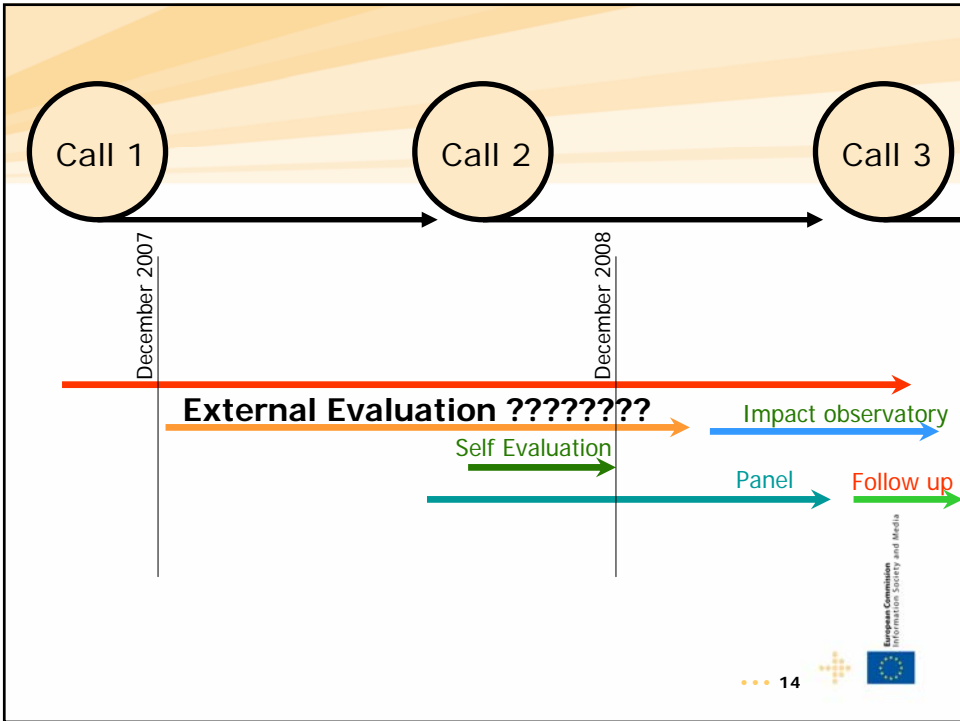 Call 1
Call 2
Call 3
December 2007
December 2008
External Evaluation ????????
Impact observatory
Self Evaluation
Panel
Follow up
European Commission
Information Society and Media
••• 14